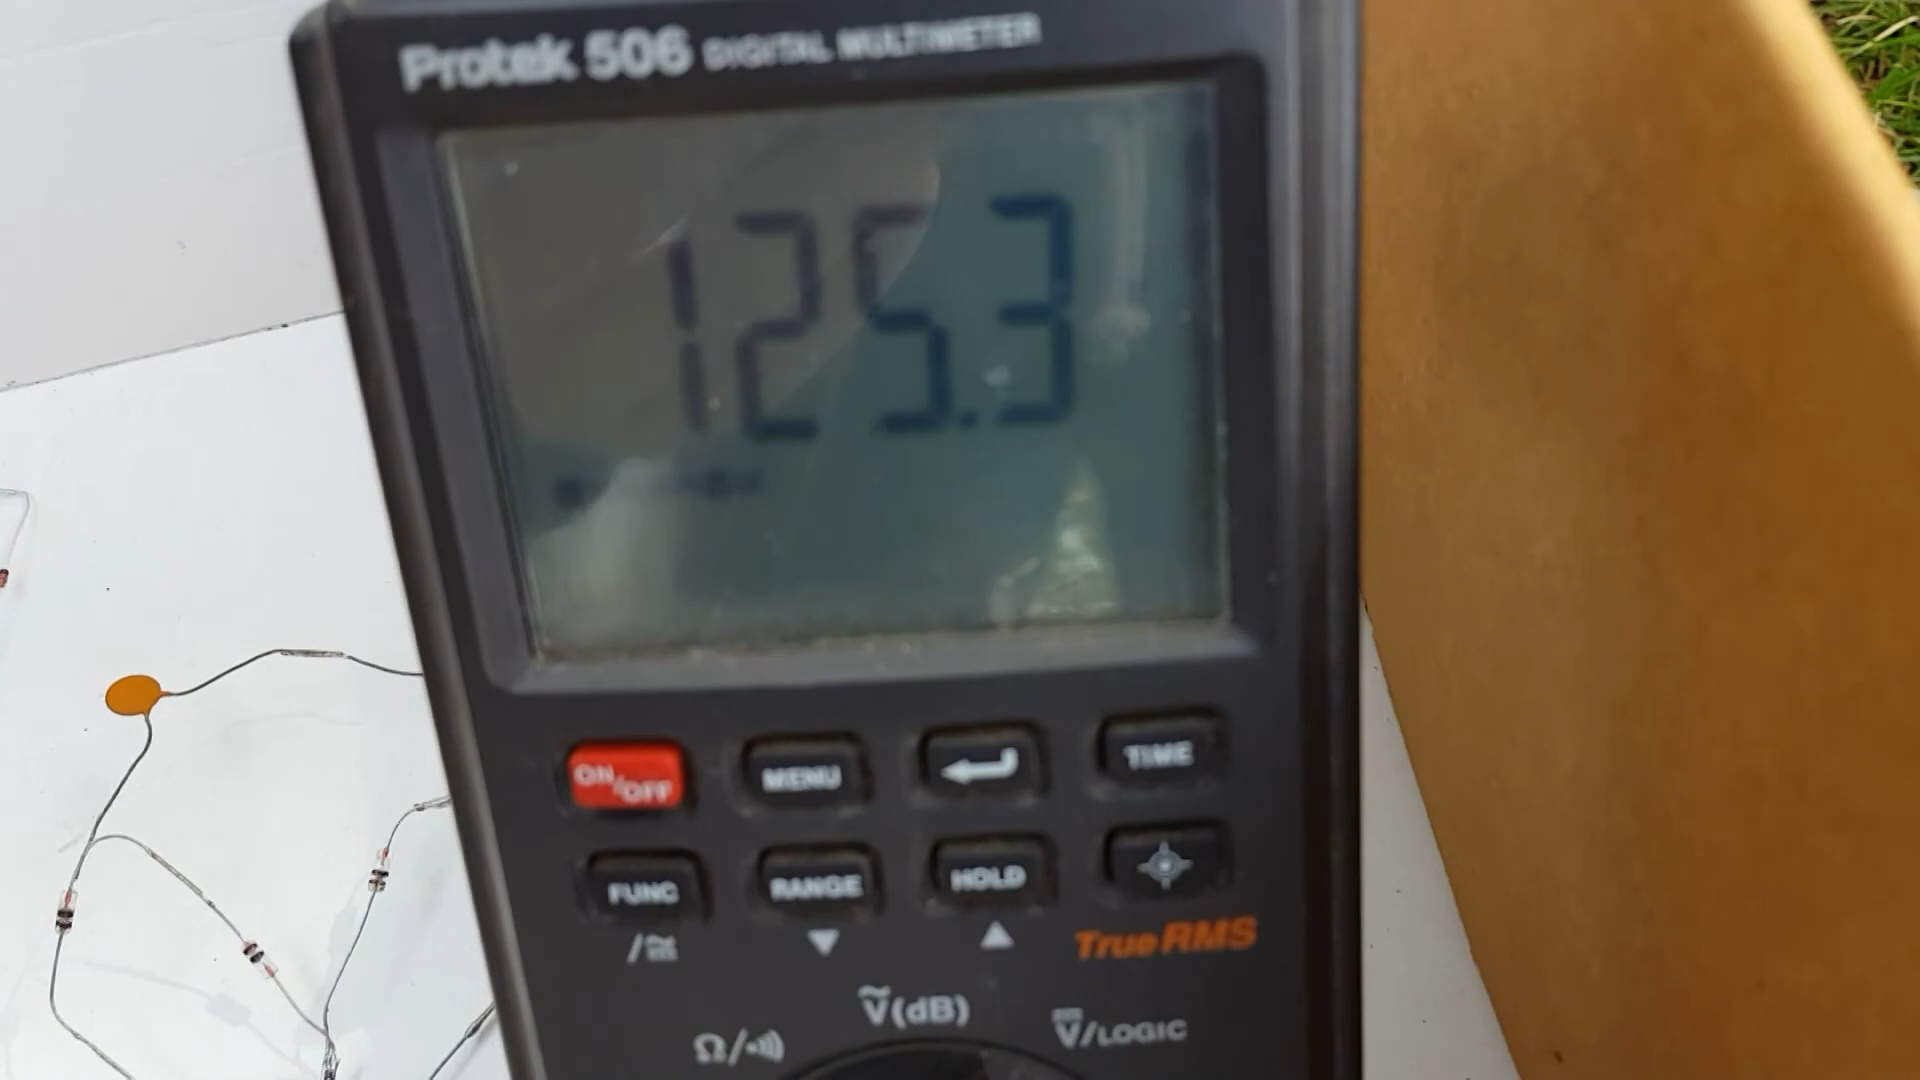 Protek 506 DIGITAL MULTIMETER
125.3
ON/OFF MENU TIME
FUNC RANGE HOLD
True RMS
V(dB)
Ω/ V/LOGIC